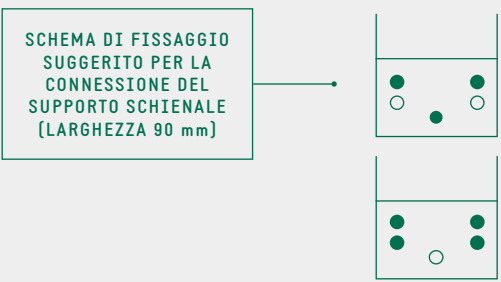 SCHEMA DI FISSAGGIO
SUGGERITO PER LA
CONNESSIONE DEL
SUPPORTO SCHIENALE
(LARGHEZZA 90 mm)